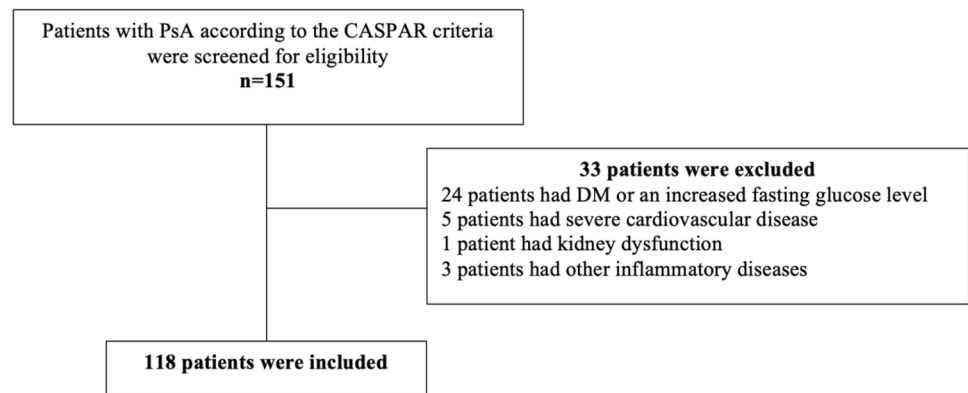 Patients with PsA according to the CASPAR criteria
were screened for eligibility
n=151
33 patients were excluded
24 patients had DM or an increased fasting glucose level
5 patients had severe cardiovascular disease
1 patient had kidney dysfunction
3 patients had other inflammatory diseases
118 patients were included